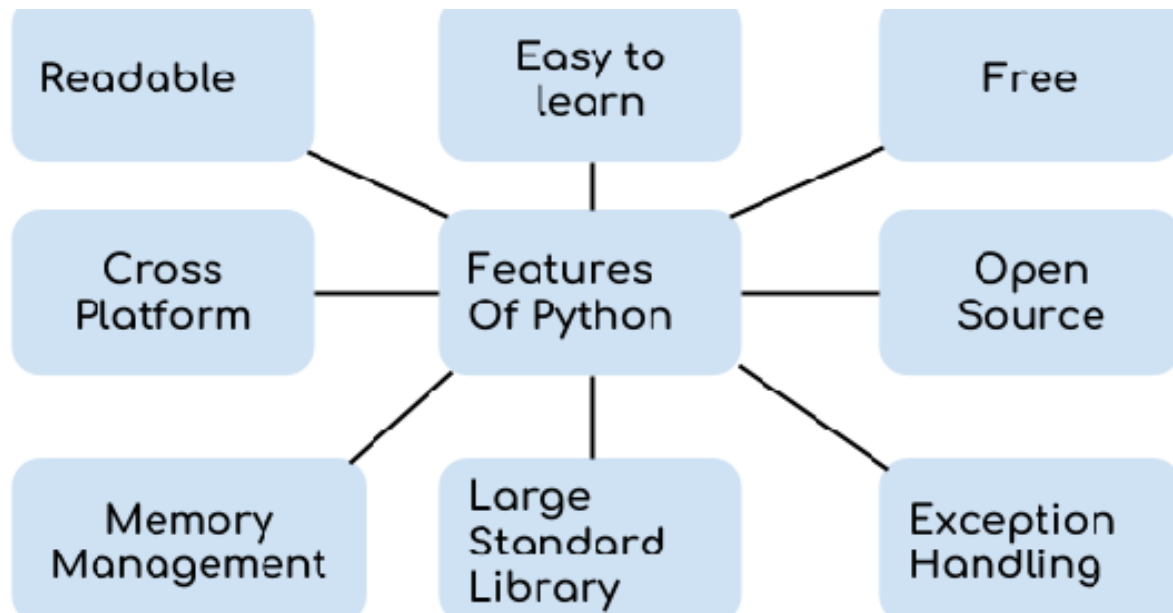 Readable
Easy to
learn
Free
Cross
Platform
Features
Of Python
Open
Source
Memory
Management
Large
Standard
Library
Exception
Handling